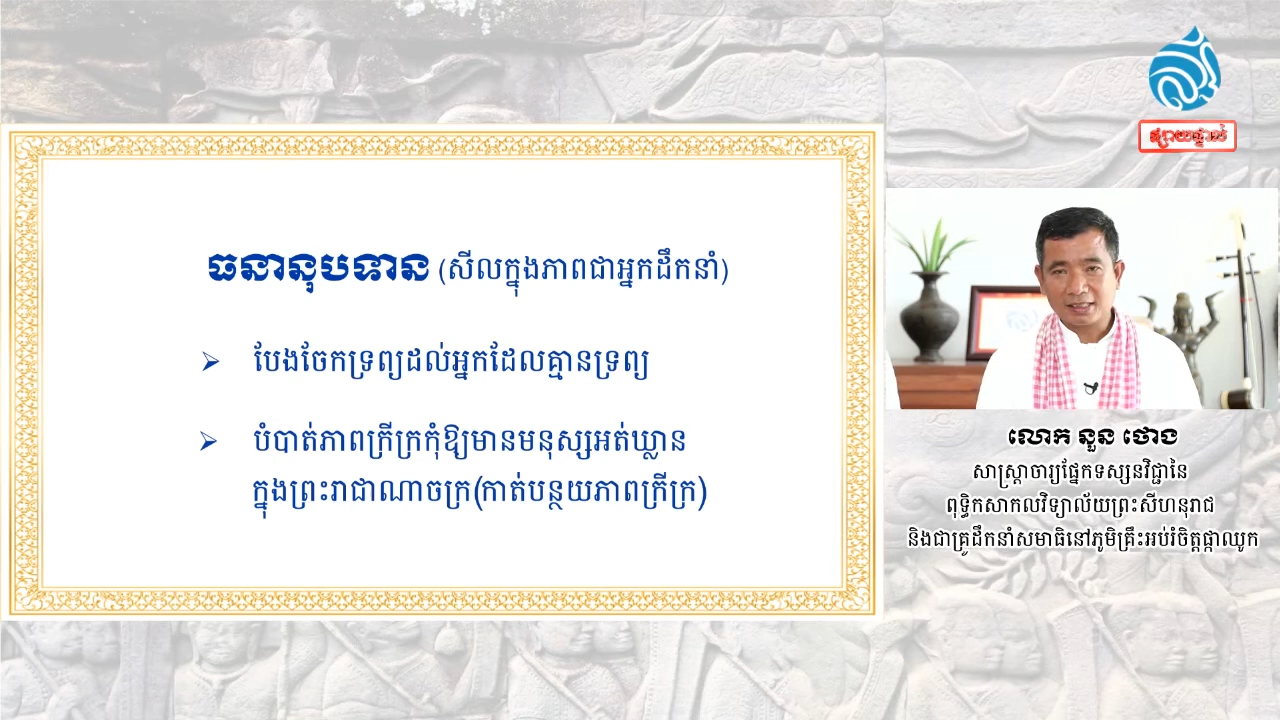 ធនានុបទាន (សីលក្នុងភាពជាអ្នកដឹកនាំ)
បែងចែកទ្រព្យដល់អ្នកដែលគ្មានទ្រព្យ
បំបាត់ភាពក្រីក្រកុំឱ្យមានមនុស្សអត់ឃ្លាន
ក្នុងព្រះរាជាណាចក្រ(កាត់បន្ថយភាពក្រីក្រ)
ផ្សាយផ្ទាល់
លោក នួន ថោង
សាស្ត្រាចារ្យផ្នែកទស្សនវិជ្ជានៃ
ពុទ្ធិកសាកលវិទ្យាល័យព្រះសីហនុរាជ
និងជាគ្រូដឹកនាំសមាធិនៅភូមិគ្រឹះអប់រំចិត្តផ្កាឈូក